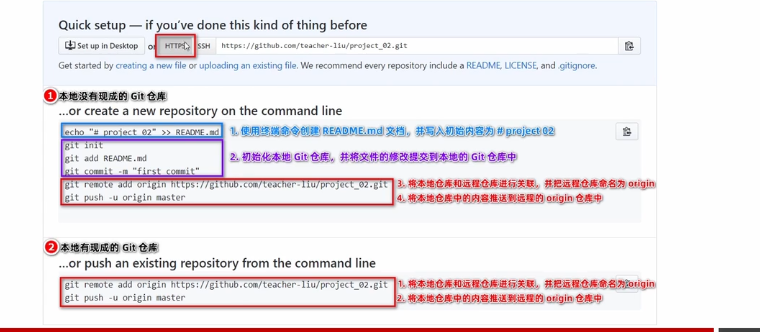 Quick setup — if you've done this kind of thing before
Set up in Desktop or HTTPS SSH https://github.com/teacher-liu/project_02.git
Get started by creating a new file or uploading an existing file. We recommend every repository include a README, LICENSE, and .gitignore.
1 本地没有现成的 Git 仓库
...or create a new repository on the command line
echo "# project_02" >> README.md 1. 使用终端命令创建 README.md 文档，并写入初始内容为 # project 02
git init
git add README.md 2. 初始化本地 Git 仓库，并将文件的修改提交到本地的 Git 仓库中
git commit -m "first commit"
git remote add origin https://github.com/teacher-liu/project_02.git 3. 将本地仓库和远程仓库进行关联，并把远程仓库命名为 origin
git push -u origin master 4. 将本地仓库中的内容推送到远程的 origin 仓库中
2 本地有现成的 Git 仓库
...or push an existing repository from the command line
git remote add origin https://github.com/teacher-liu/project_02.git 1. 将本地仓库和远程仓库进行关联，并把远程仓库命名为 origin
git push -u origin master 2. 将本地仓库中的内容推送到远程的 origin 仓库中